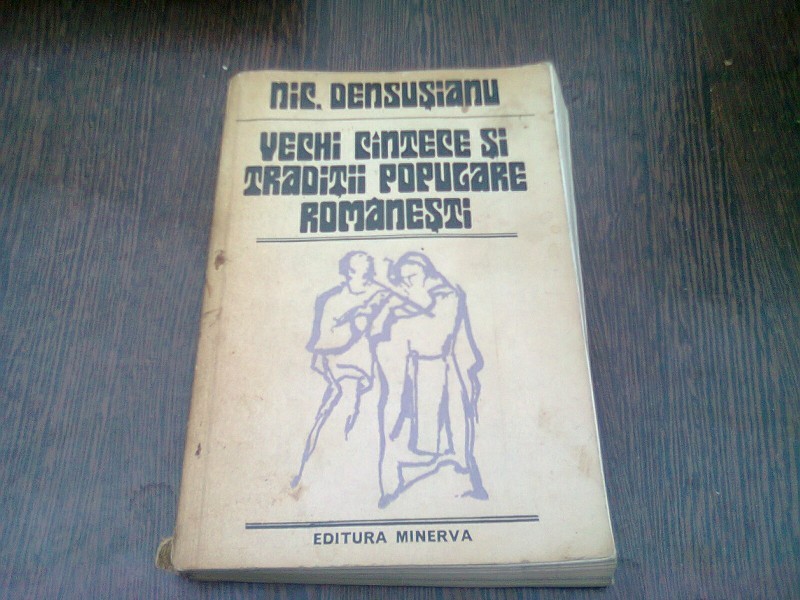 NIC. DENSUȘIANU
VECHI CÎNTECE ȘI
TRADIȚII POPULARE
ROMÂNEȘTI
EDITURA MINERVA